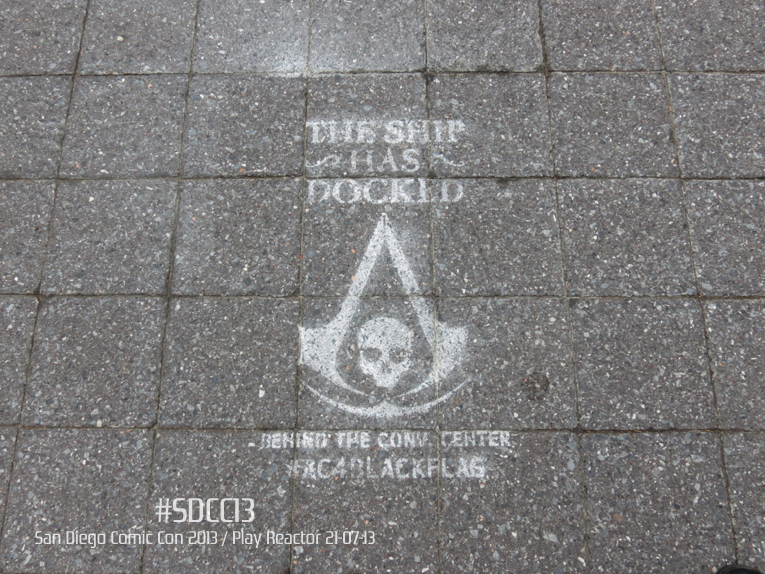 THE SHIP
HAS
DOCKED
BEHIND THE CONV. CENTER
#AC4BLACKFLAG
#SDCC13
San Diego Comic Con 2013 / Play Reactor 21-07-13